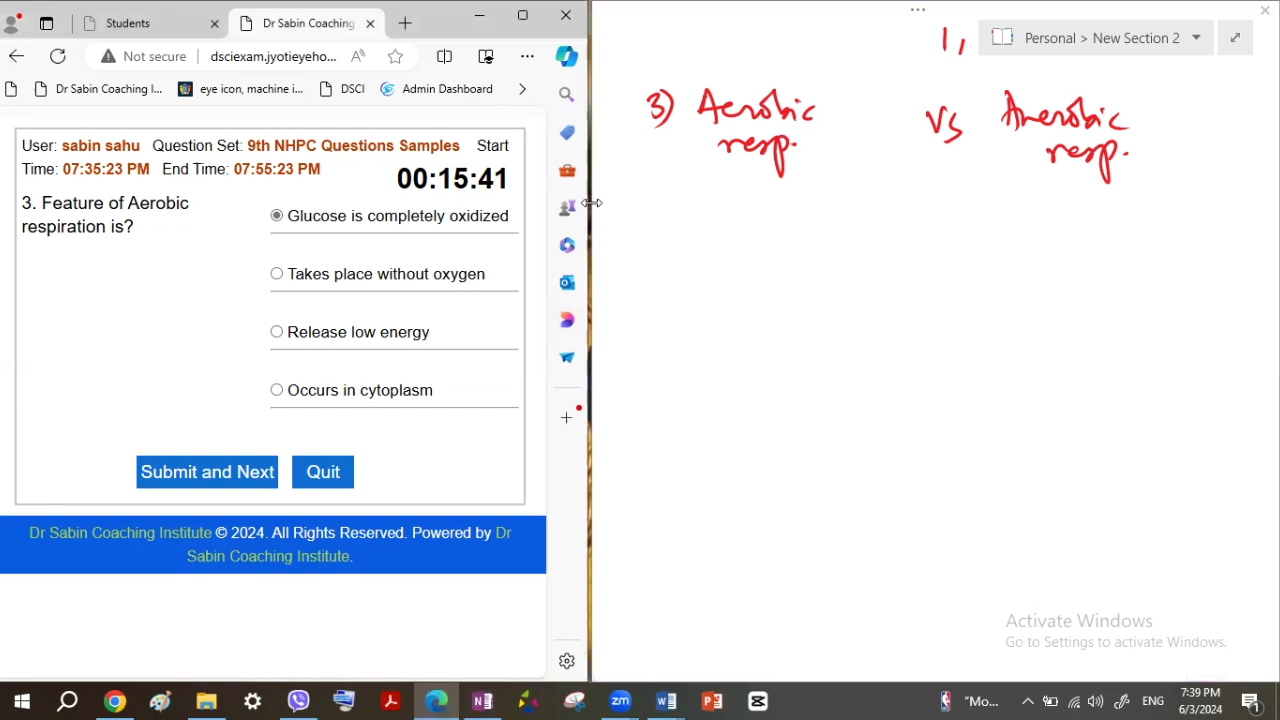 Students
Dr Sabin Coaching
Not secure
dsciexam.jyotieyeho...
Dr Sabin Coaching I...
eye icon, machine i...
DSCI
Admin Dashboard
User: sabin sahu Question Set: 9th NHPC Questions Samples Start
Time: 07:35:23 PM End Time: 07:55:23 PM
00:15:41
3. Feature of Aerobic
respiration is?
Glucose is completely oxidized
Takes place without oxygen
Release low energy
Occurs in cytoplasm
Submit and Next
Quit
Dr Sabin Coaching Institute © 2024. All Rights Reserved. Powered by Dr
Sabin Coaching Institute.
Personal > New Section 2
3) Aerobic
resp.
vs
Anerobic
resp.
Activate Windows
Go to Settings to activate Windows.
"Mo...
ENG
7:39 PM
6/3/2024